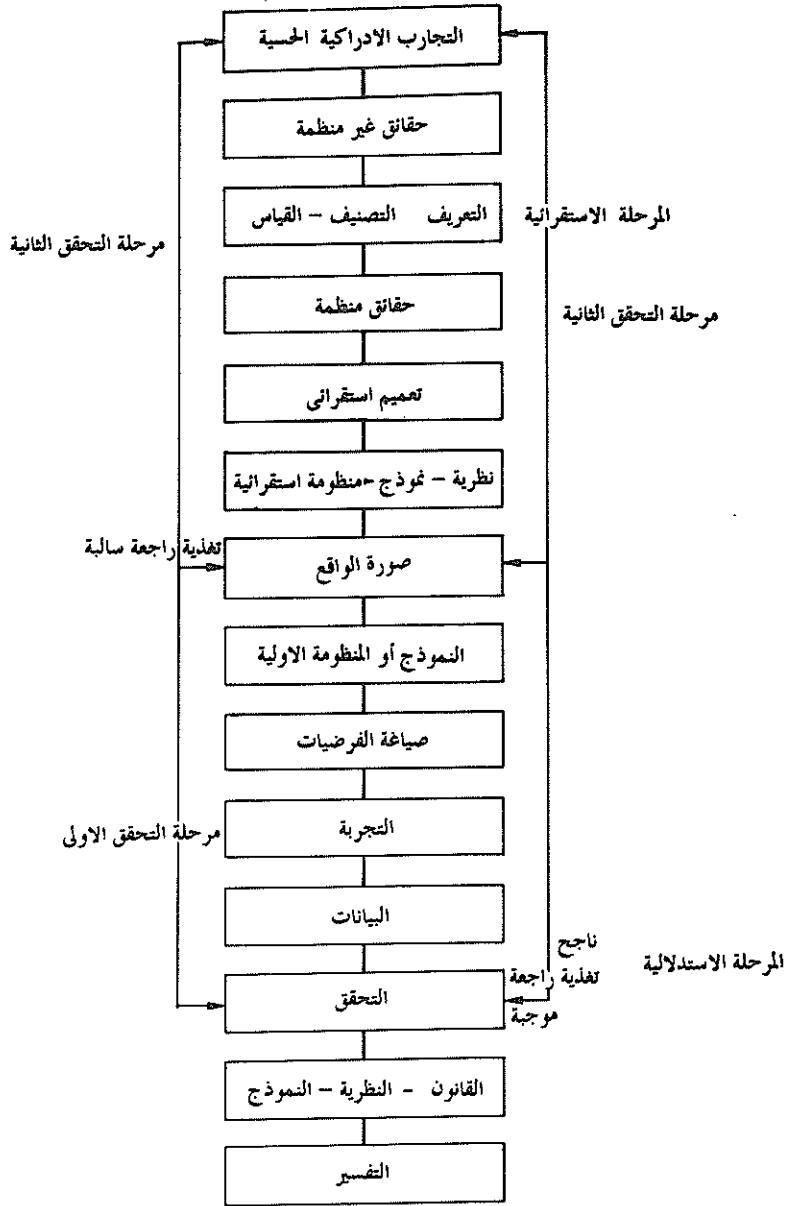 التجارب الادراكية الحسية
حقائق غير منظمة
التعريف التصنيف – القياس
المرحلة الاستقرائية
مرحلة التحقق الثانية
حقائق منظمة
مرحلة التحقق الثانية
تعميم استقرائى
نظرية – نموذج -منظومة استقرائية
تغذية راجعة سالبة
صورة الواقع
النموذج أو المنظومة الاولية
صياغة الفرضيات
التجربة
مرحلة التحقق الاولى
البيانات
ناجح
المرحلة الاستدلالية
تغذية راجعة
التحقق
موجبة
القانون - النظرية – النموذج
التفسير